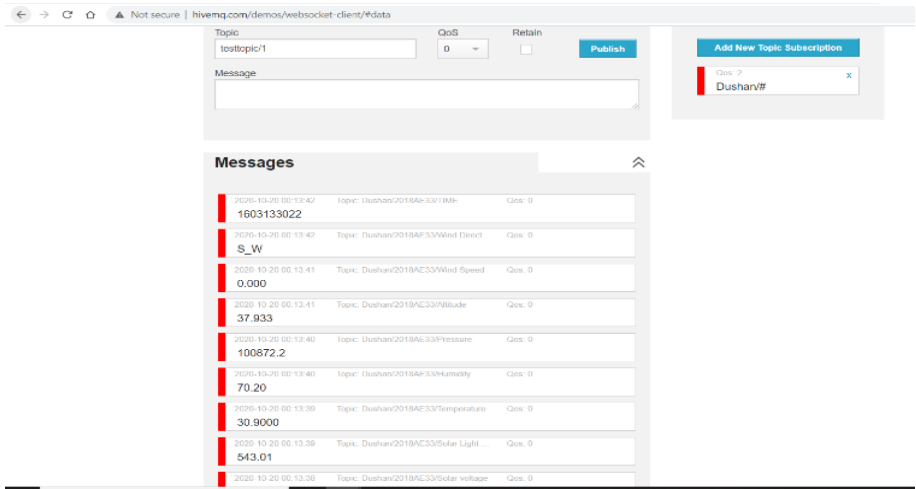 Not secure | hivemq.com/demos/websocket-client/#data
Topic QoS Retain
testtopic/1 0 Publish
Message
Add New Topic Subscription
Qos: 2 x
Dushan/#
Messages
2020-10-20 00:13:42 Topic: Dushan/2018AE33/TIME Qos: 0
1603133022
2020-10-20 00:13:42 Topic: Dushan/2018AE33/Wind Direct Qos: 0
S_W
2020-10-20 00:13:41 Topic: Dushan/2018AE33/Wind Speed Qos: 0
0.000
2020-10-20 00:13:41 Topic: Dushan/2018AE33/Altitude Qos: 0
37.933
2020-10-20 00:13:40 Topic: Dushan/2018AE33/Pressure Qos: 0
100872.2
2020-10-20 00:13:40 Topic: Dushan/2018AE33/Humidity Qos: 0
70.20
2020-10-20 00:13:39 Topic: Dushan/2018AE33/Temperature Qos: 0
30.9000
2020-10-20 00:13:39 Topic: Dushan/2018AE33/Solar Light... Qos: 0
543.01
2020-10-20 00:13:38 Topic: Dushan/2018AE33/Solar voltage Qos: 0